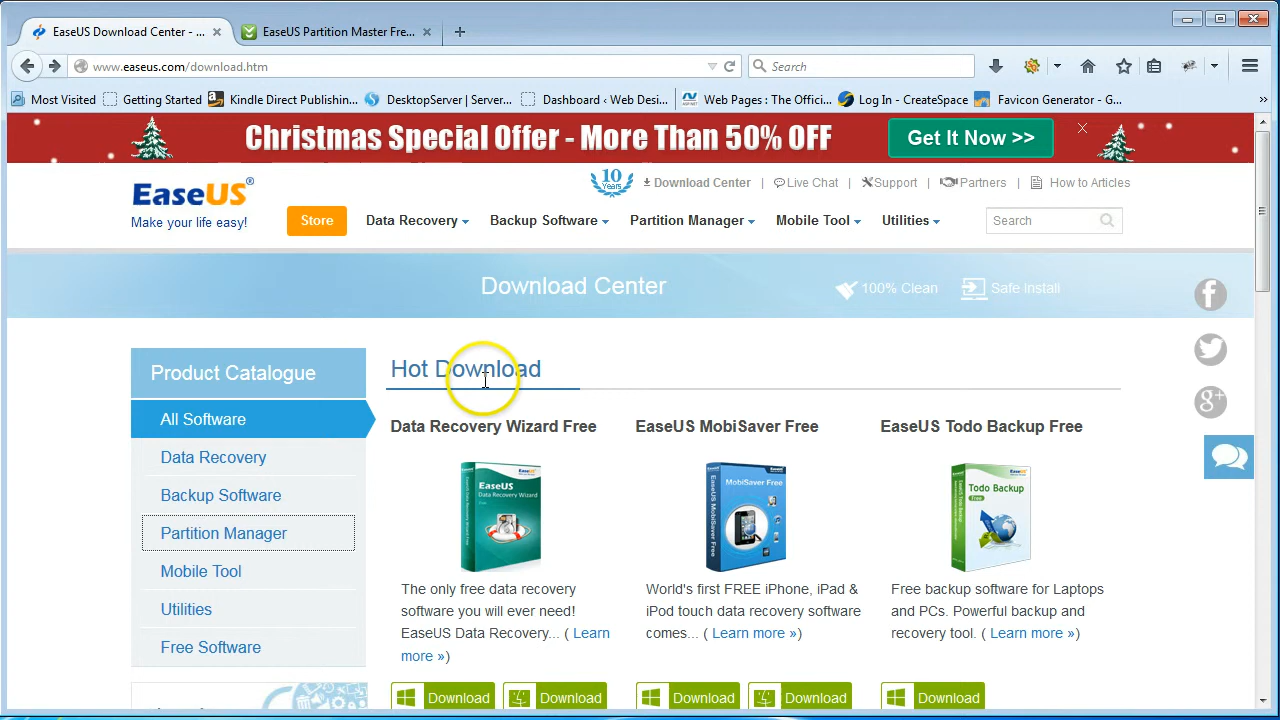 EaseUS Download Center - ...
EaseUS Partition Master Fre...
www.easeus.com/download.htm
Search
Most Visited
Getting Started
Kindle Direct Publishin...
DesktopServer | Server...
Dashboard ‹ Web Desi...
Web Pages : The Offici...
Log In - CreateSpace
Favicon Generator - G...
»
Christmas Special Offer - More Than 50% OFF
Get It Now >>
EaseUS®
Make your life easy!
10
Years
Download Center | Live Chat | Support | Partners | How to Articles
Store
Data Recovery
Backup Software
Partition Manager
Mobile Tool
Utilities
Search
Download Center
100% Clean
Safe Install
Product Catalogue
All Software
Data Recovery
Backup Software
Partition Manager
Mobile Tool
Utilities
Free Software
Hot Download
Data Recovery Wizard Free
EaseUS
Data Recovery Wizard
The only free data recovery
software you will ever need!
EaseUS Data Recovery... ( Learn
more »)
Download
Download
EaseUS MobiSaver Free
MobiSaver Free
EaseUS MobiSaver Free
World's first FREE iPhone, iPad &
iPod touch data recovery software
comes... ( Learn more »)
Download
Download
EaseUS Todo Backup Free
Todo Backup
Free
Free backup software for Laptops
and PCs. Powerful backup and
recovery tool. ( Learn more »)
Download